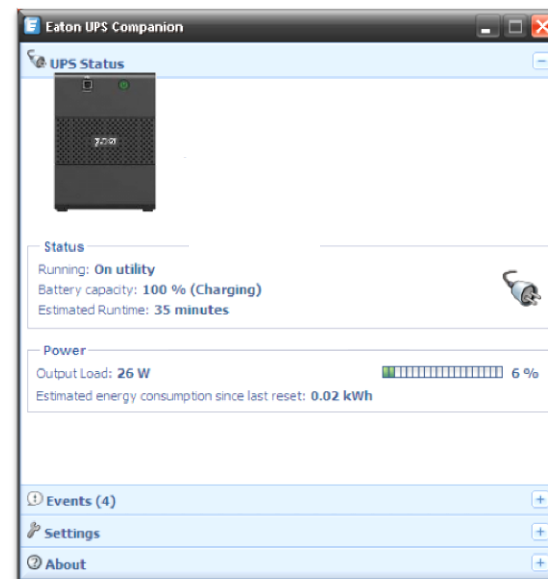 Eaton UPS Companion
UPS Status
Status
Running: On utility
Battery capacity: 100 % (Charging)
Estimated Runtime: 35 minutes
Power
Output Load: 26 W
6 %
Estimated energy consumption since last reset: 0.02 kWh
Events (4)
Settings
About